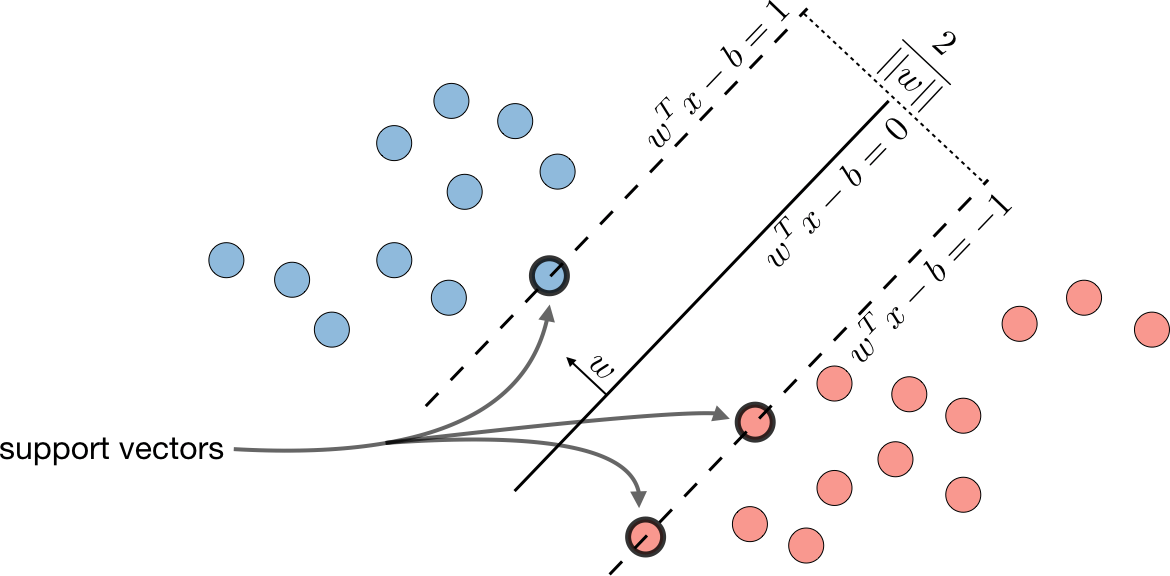 w^T x − b = 1
2
||w||
w^T x − b = 0
w^T x − b = −1
w
support vectors